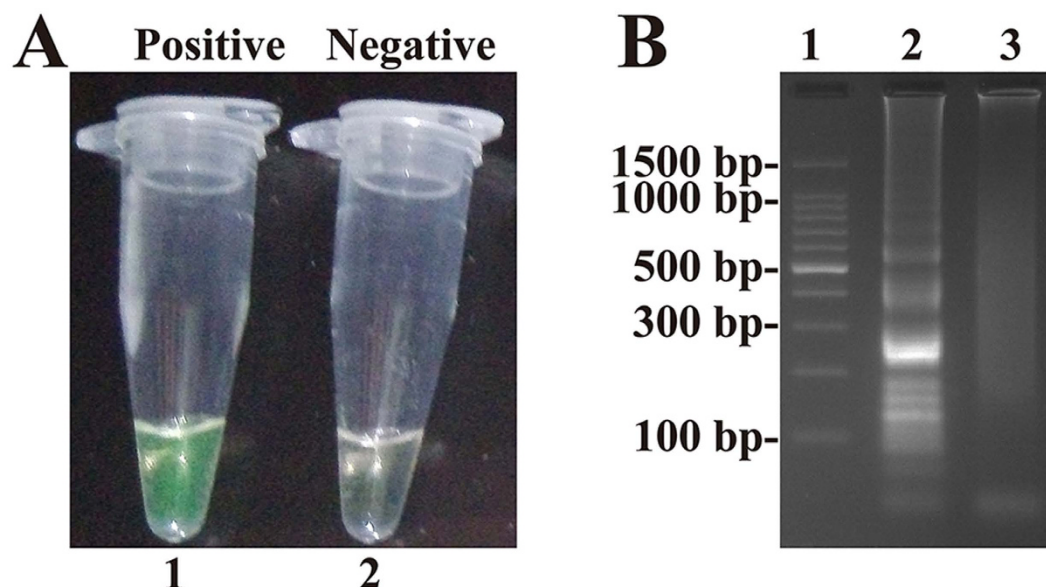 A
Positive Negative
1 2
B
1 2 3
1500 bp-
1000 bp-
500 bp-
300 bp-
100 bp-